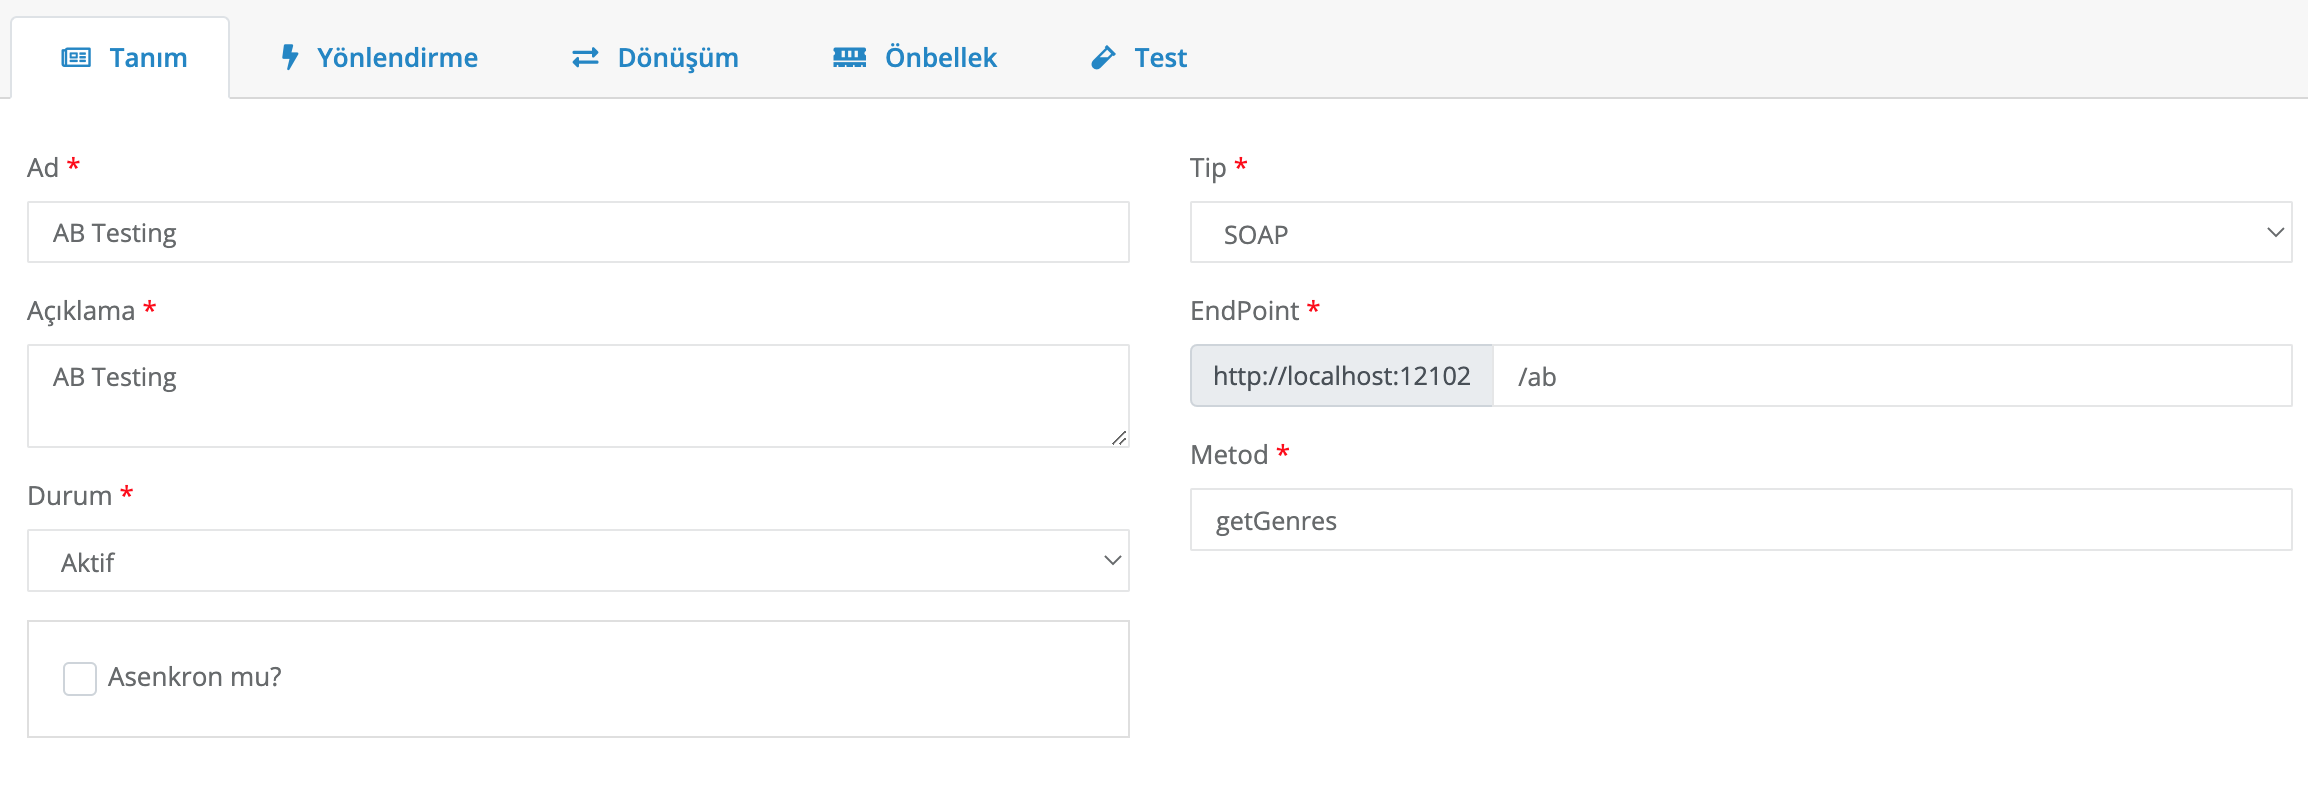 Tanım Yönlendirme Dönüşüm Önbellek Test
Ad *
AB Testing
Açıklama *
AB Testing
Durum *
Aktif
Asenkron mu?
Tip *
SOAP
EndPoint *
http://localhost:12102 /ab
Metod *
getGenres